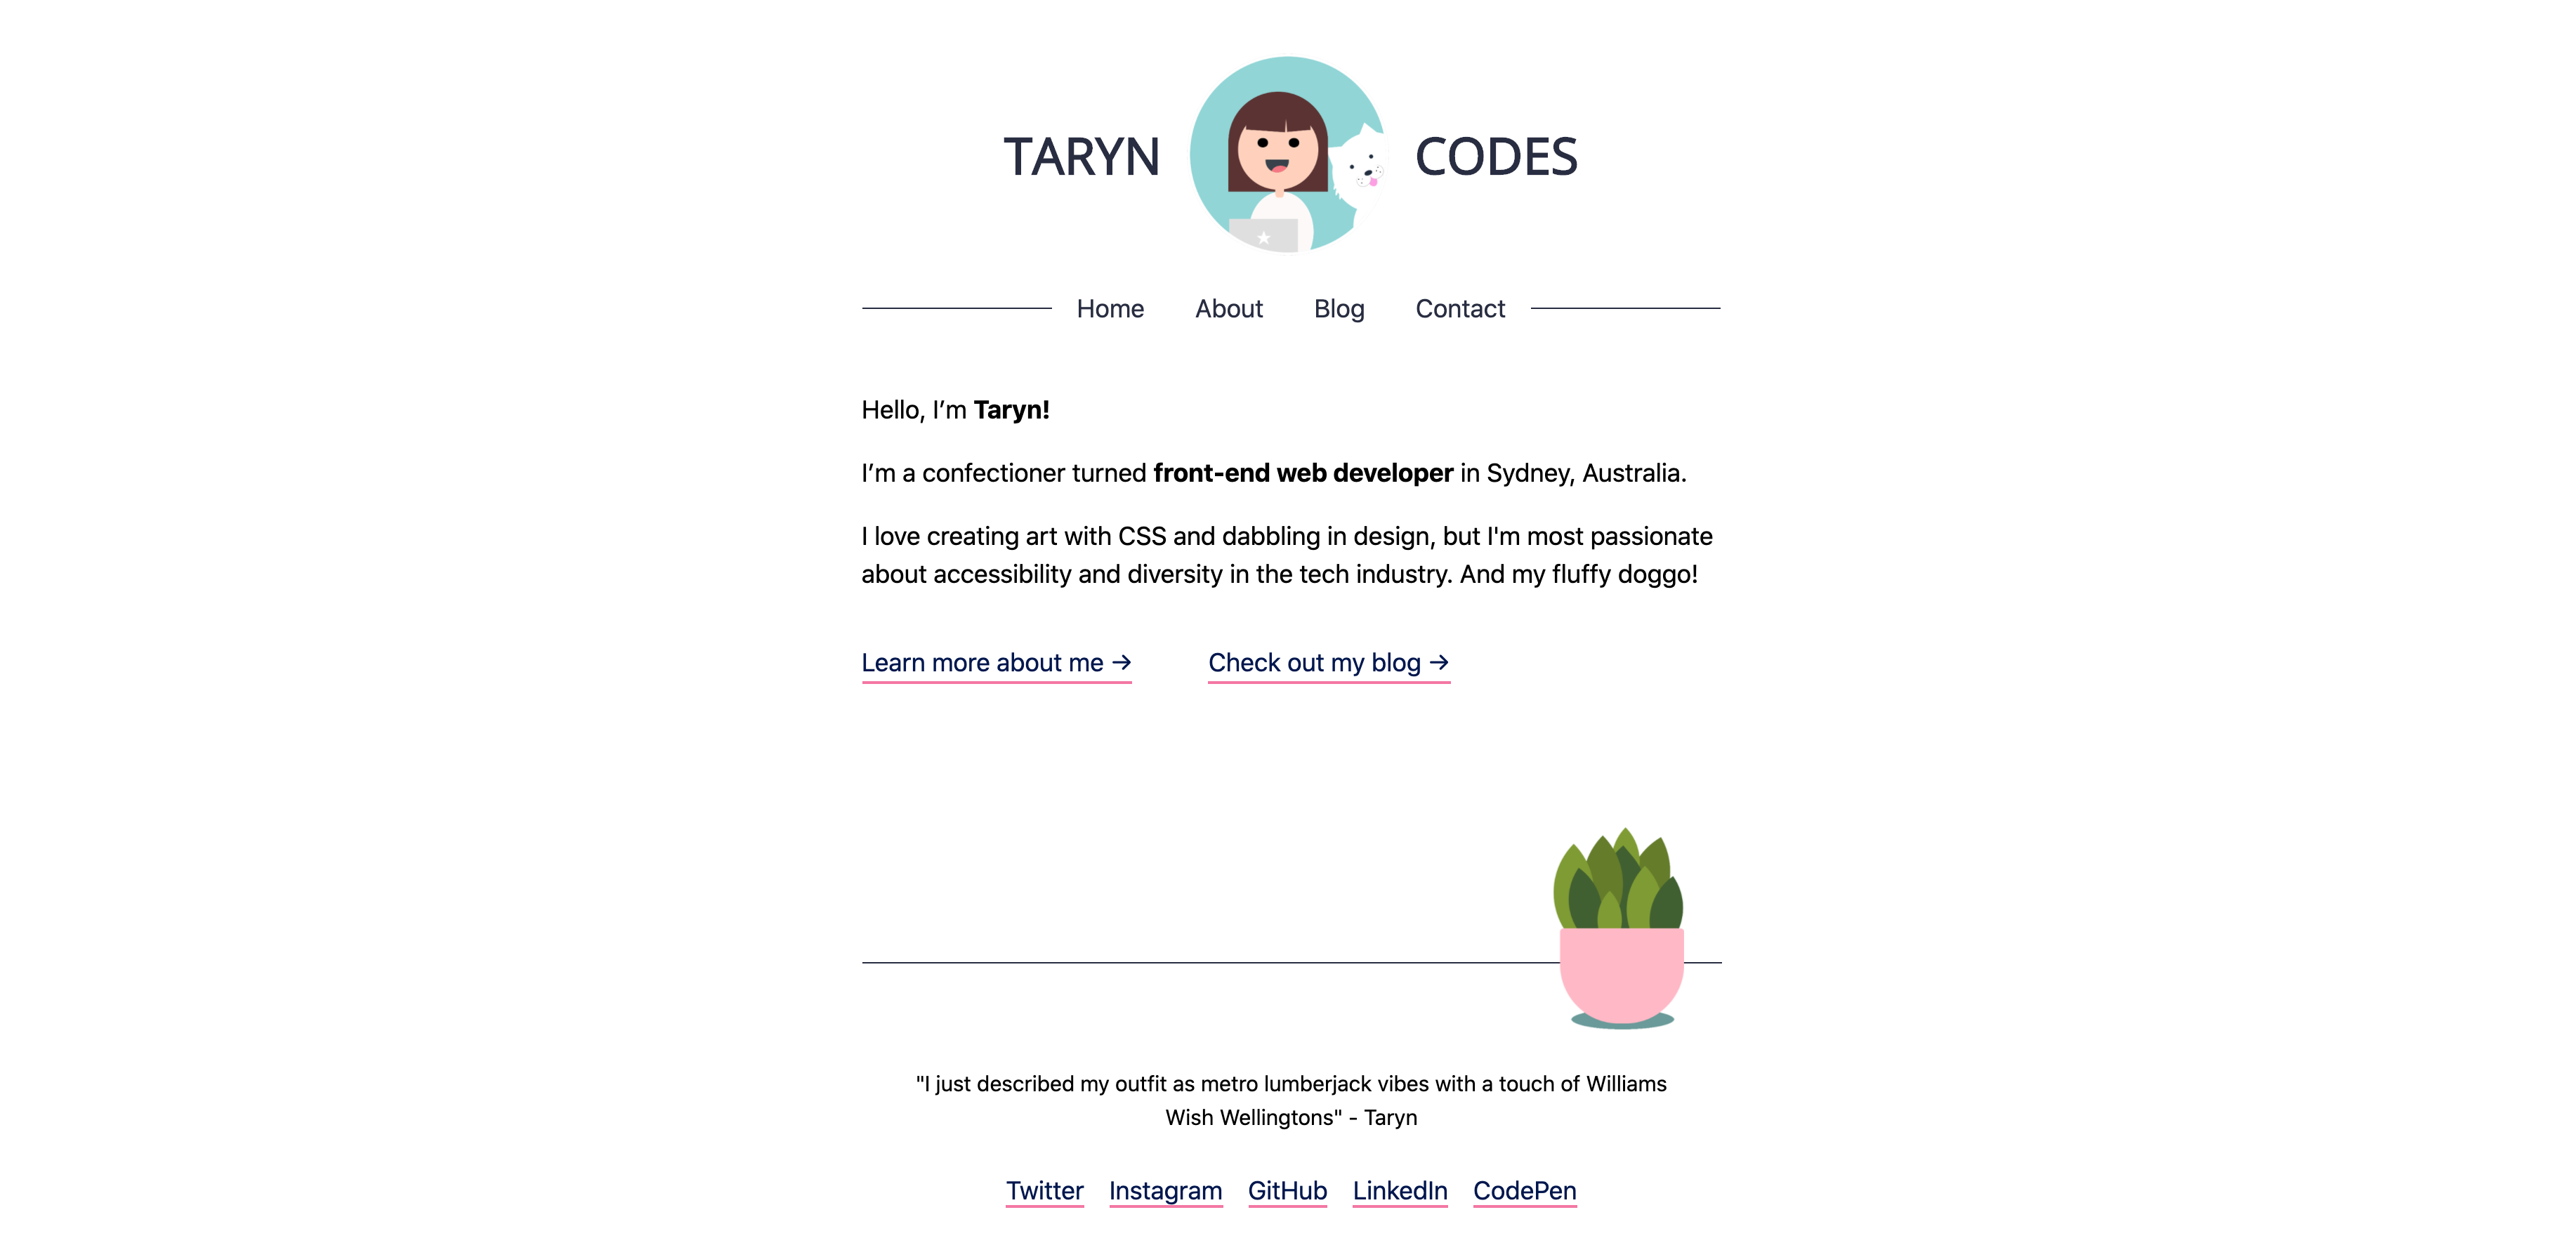 TARYN CODES
Home About Blog Contact
Hello, I’m Taryn!
I’m a confectioner turned front-end web developer in Sydney, Australia.
I love creating art with CSS and dabbling in design, but I'm most passionate
about accessibility and diversity in the tech industry. And my fluffy doggo!
Learn more about me → Check out my blog →
"I just described my outfit as metro lumberjack vibes with a touch of Williams
Wish Wellingtons" - Taryn
Twitter Instagram GitHub LinkedIn CodePen